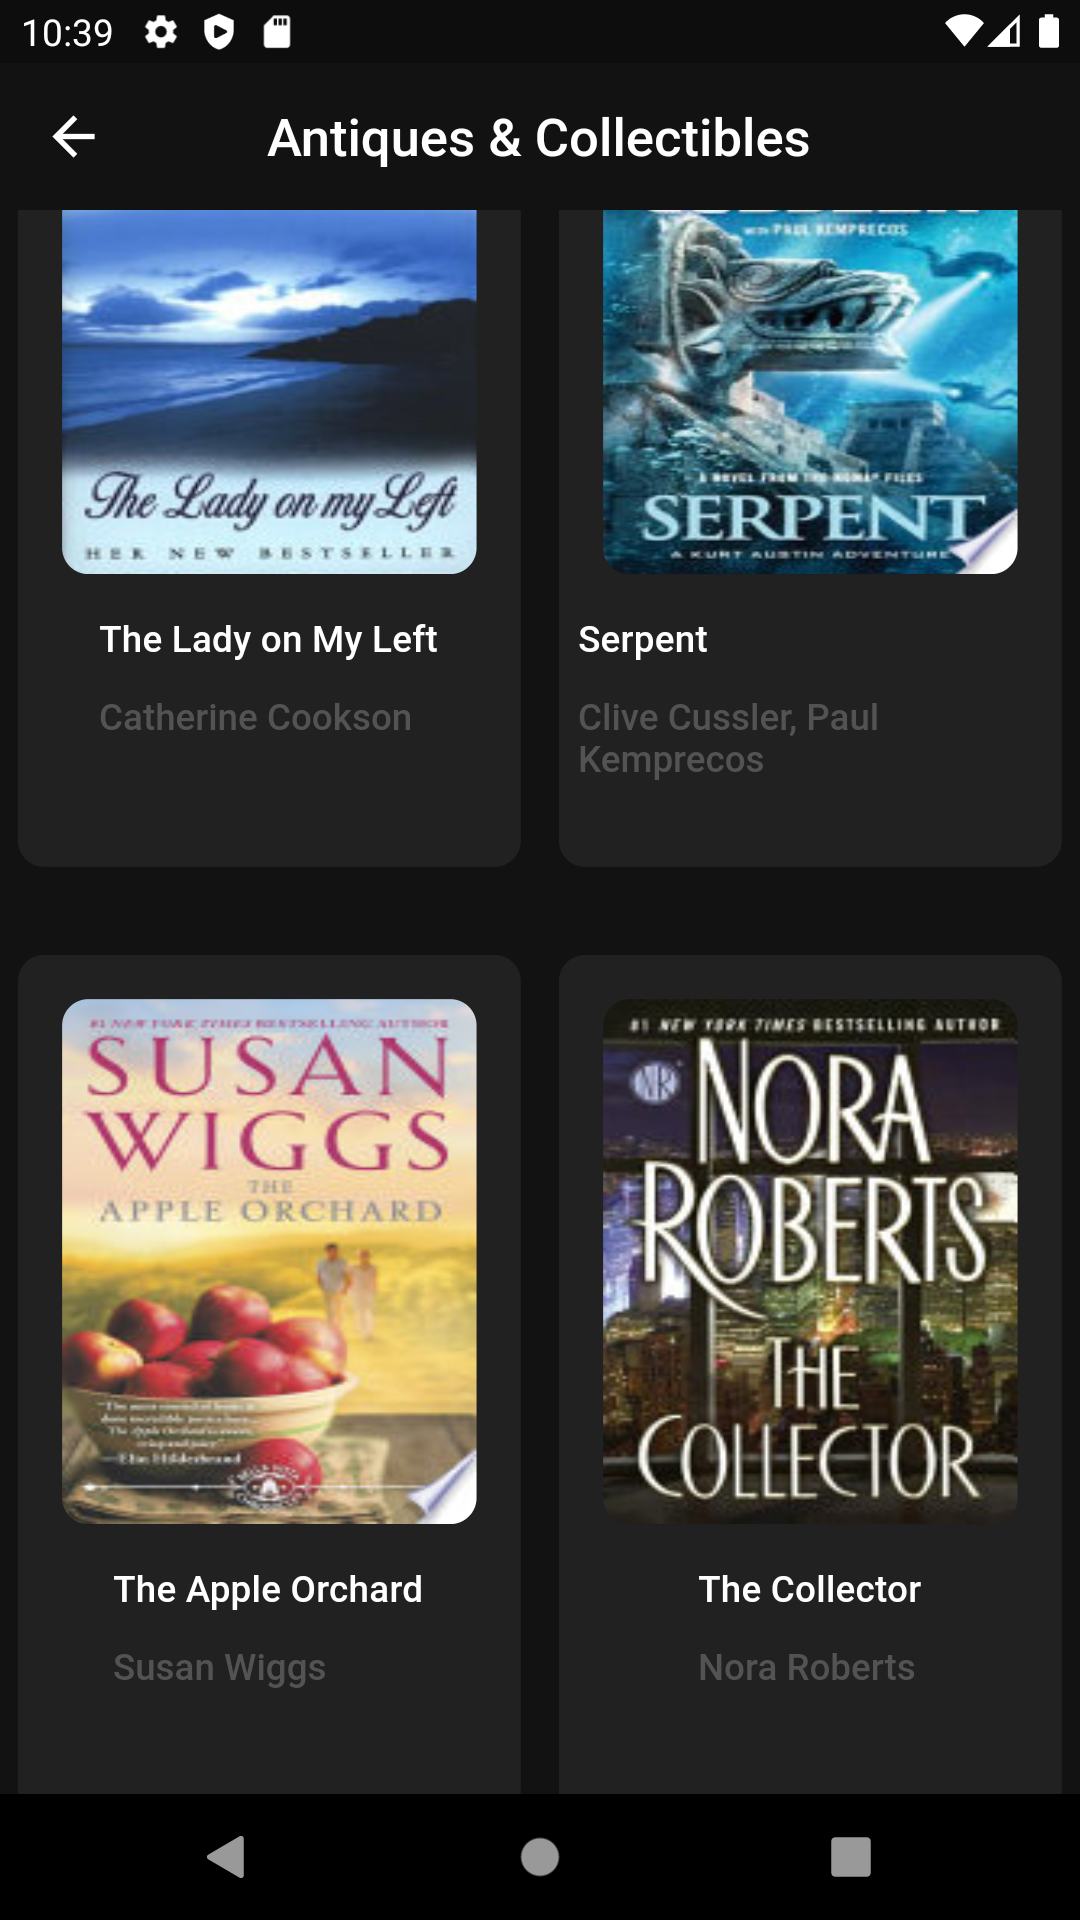 10:39
Antiques & Collectibles
WITH PAUL KEMPRECOS
The Lady on my Left
HER NEW BESTSELLER
A NOVEL FROM THE NUMA® FILES
SERPENT
A KURT AUSTIN ADVENTURE
The Lady on My Left
Catherine Cookson
Serpent
Clive Cussler, Paul
Kemprecos
#1 NEW YORK TIMES BESTSELLING AUTHOR
SUSAN
WIGGS
THE
APPLE ORCHARD
—Elin Hilderbrand
#1 NEW YORK TIMES BESTSELLING AUTHOR
NR
NORA
ROBERTS
THE
COLLECTOR
The Apple Orchard
Susan Wiggs
The Collector
Nora Roberts